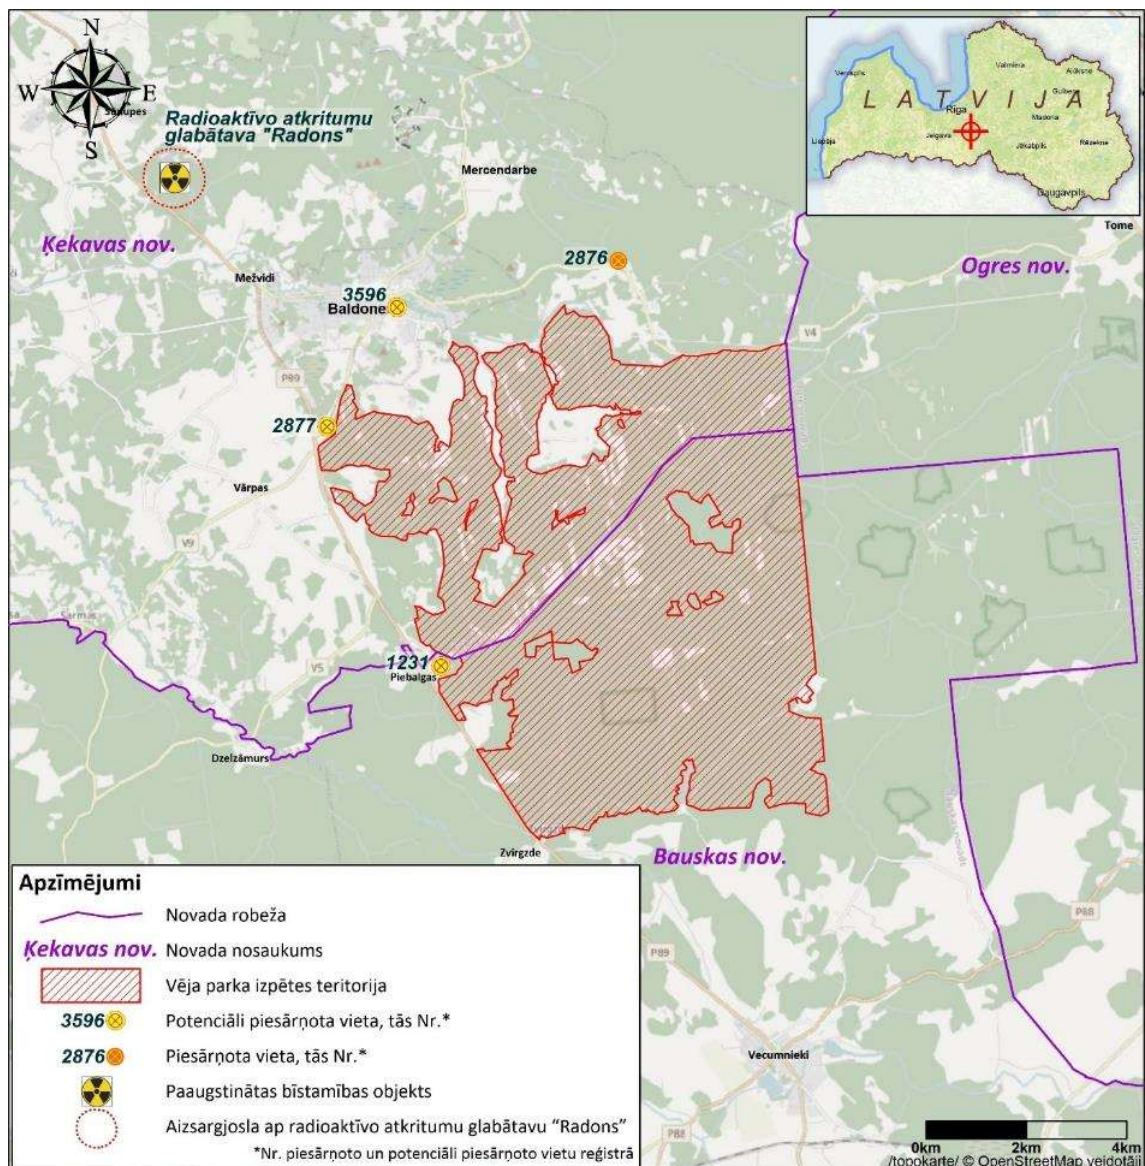 N
W E
S
Radioaktīvo atkritumu
glabātava "Radons"
Mercendarbe
LATVIJA
Ventspils
Valmiera
Alūksne
Gulbene
Rīga
Madona
Liepāja
Jelgava
Jēkabpils
Rēzekne
Daugavpils
Tome
Ķekavas nov.
Ogres nov.
2876
Mežvidi
3596
Baldone
V4
P89
2877
Vārpas
V9
1231
Piebalgas
V5
Dzelzāmurs
Zvirgzde
Bauskas nov.
P88
P89
Vecumnieki
P88
Apzīmējumi
Novada robeža
Ķekavas nov. Novada nosaukums
Vēja parka izpētes teritorija
3596 Potenciāli piesārņota vieta, tās Nr.*
2876 Piesārņota vieta, tās Nr.*
Paaugstinātas bīstamības objekts
Aizsargjosla ap radioaktīvo atkritumu glabātavu "Radons"
*Nr. piesārņoto un potenciāli piesārņoto vietu reģistrā
0km 2km 4km
/topokarte/ © OpenStreetMap veidotāji